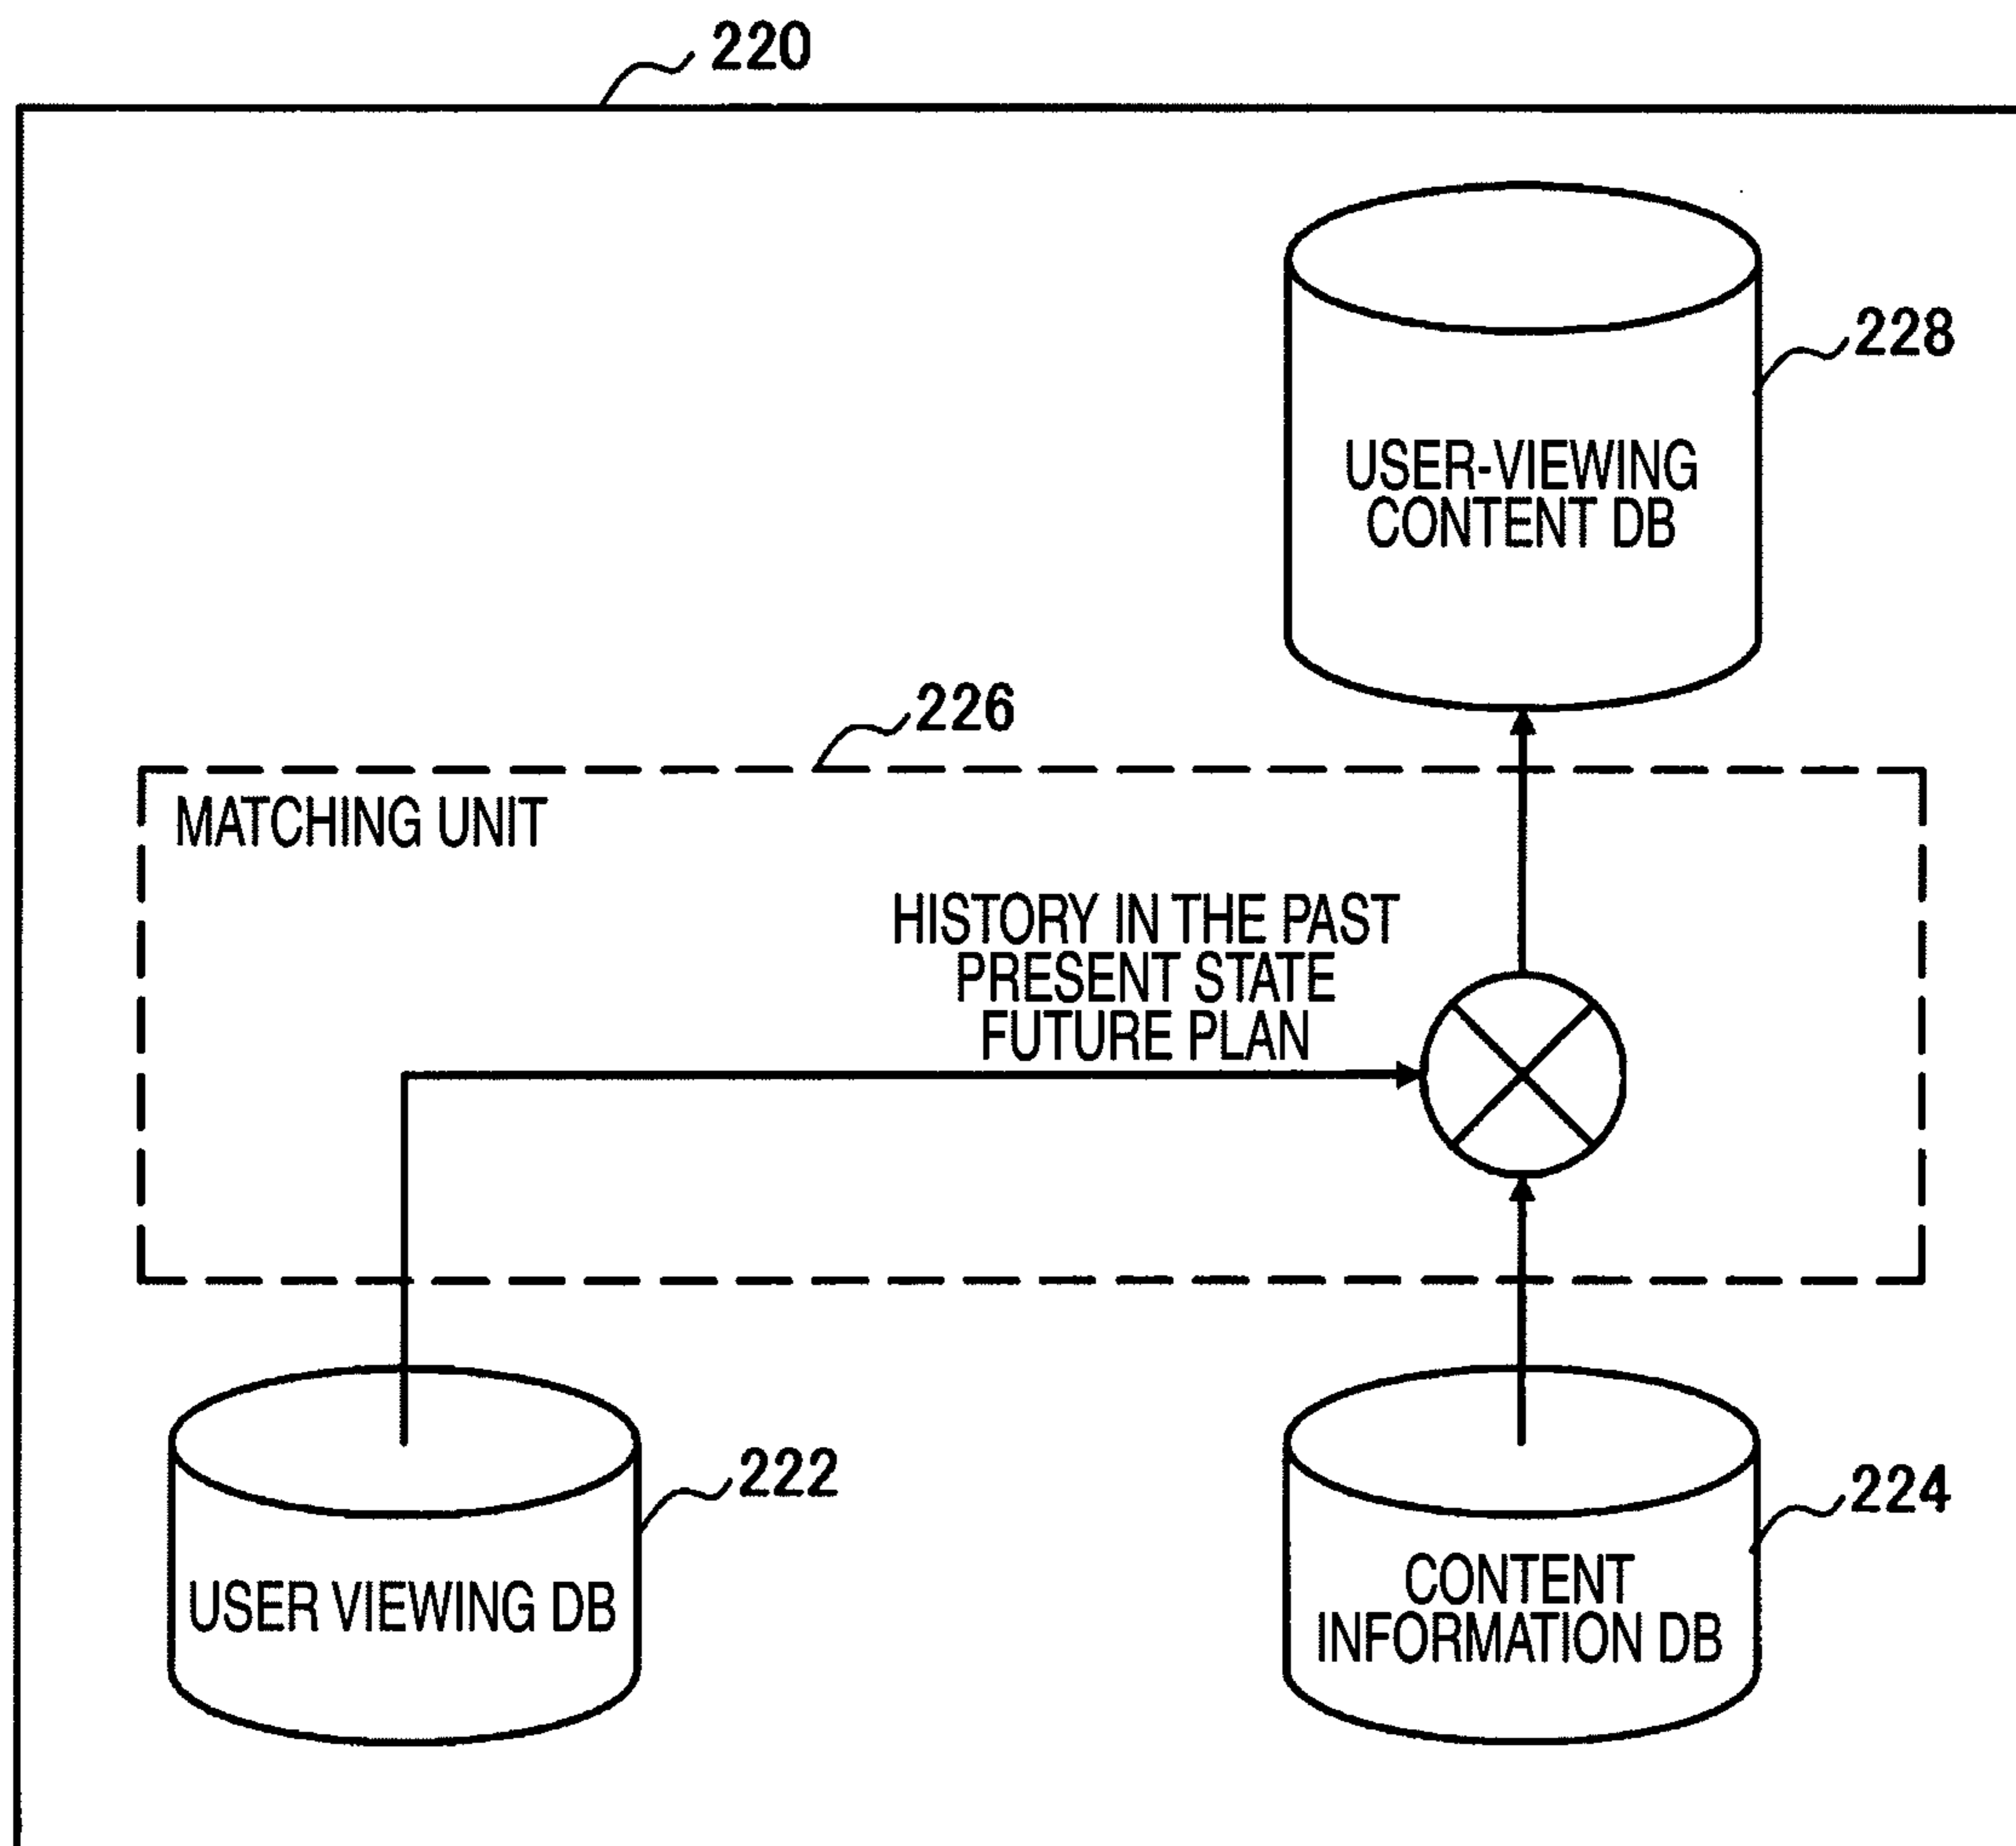 220
228
USER-VIEWING
CONTENT DB
226
MATCHING UNIT
HISTORY IN THE PAST
PRESENT STATE
FUTURE PLAN
222
USER VIEWING DB
224
CONTENT
INFORMATION DB